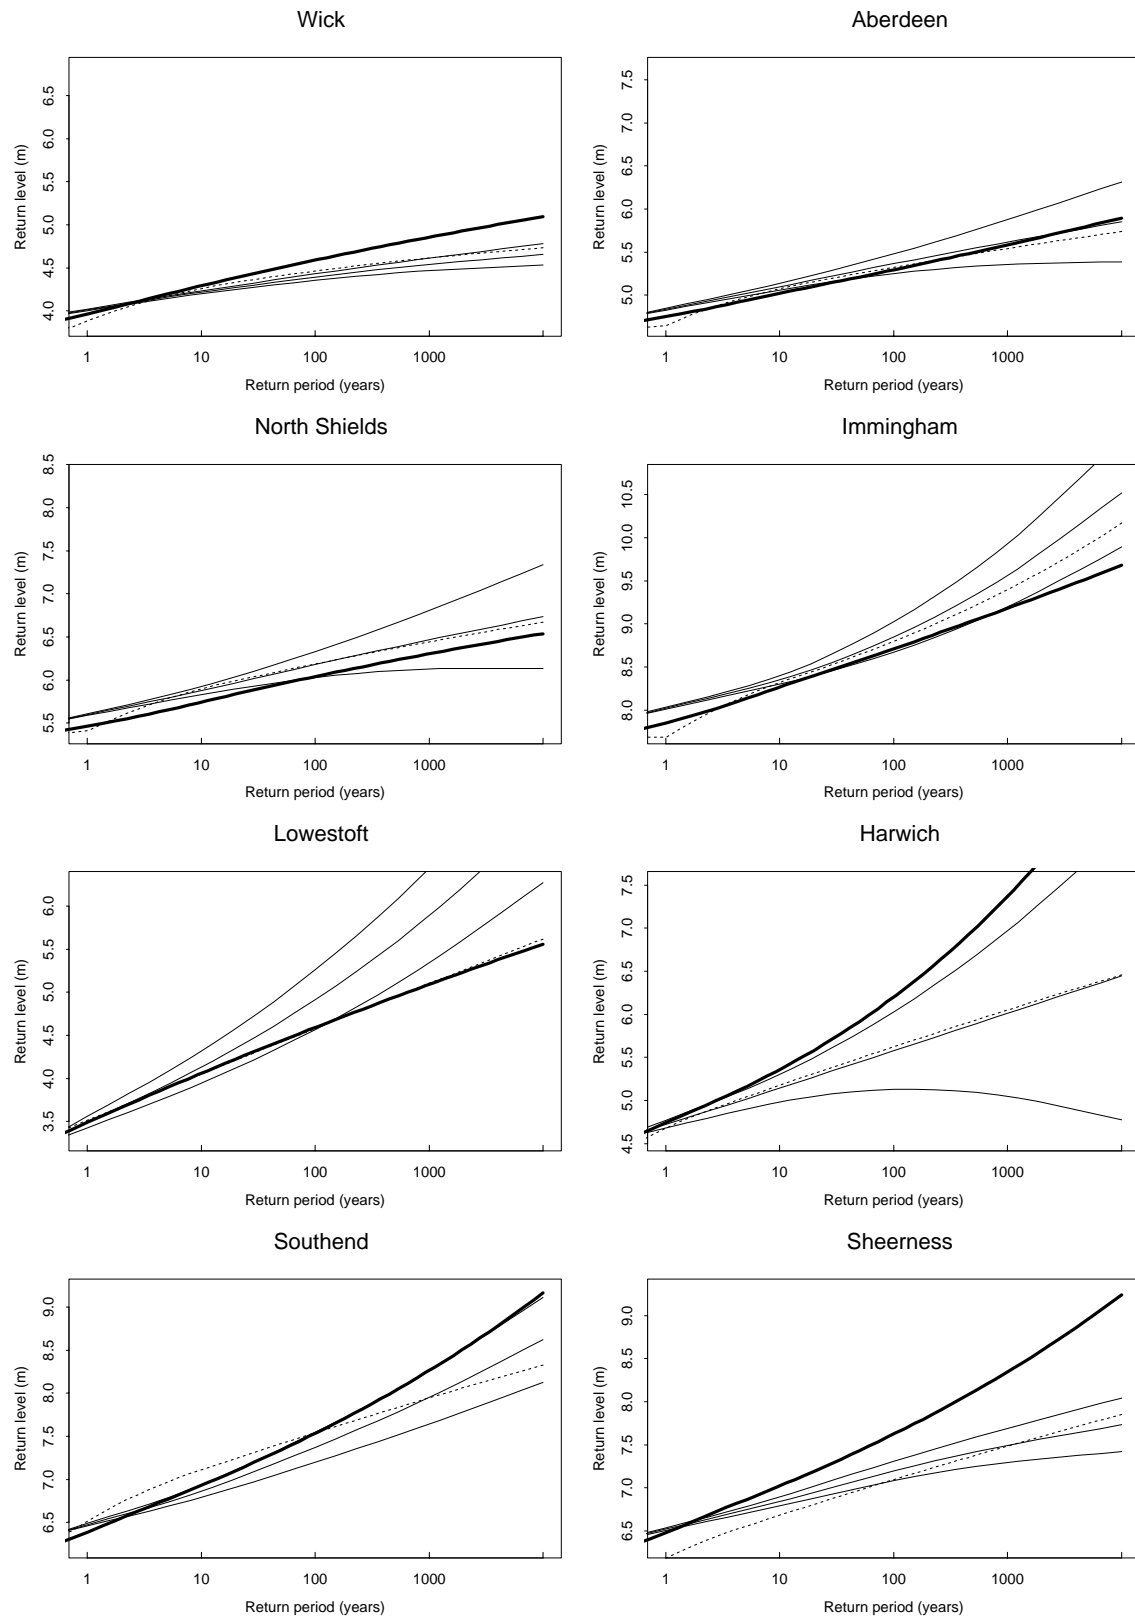 Wick
Return level (m)
4.0 4.5 5.0 5.5 6.0 6.5
1 10 100 1000
Return period (years)
Aberdeen
Return level (m)
5.0 5.5 6.0 6.5 7.0 7.5
1 10 100 1000
Return period (years)
North Shields
Return level (m)
5.5 6.0 6.5 7.0 7.5 8.0 8.5
1 10 100 1000
Return period (years)
Immingham
Return level (m)
8.0 8.5 9.0 9.5 10.0 10.5
1 10 100 1000
Return period (years)
Lowestoft
Return level (m)
3.5 4.0 4.5 5.0 5.5 6.0
1 10 100 1000
Return period (years)
Harwich
Return level (m)
4.5 5.0 5.5 6.0 6.5 7.0 7.5
1 10 100 1000
Return period (years)
Southend
Return level (m)
6.5 7.0 7.5 8.0 8.5 9.0
1 10 100 1000
Return period (years)
Sheerness
Return level (m)
6.5 7.0 7.5 8.0 8.5 9.0
1 10 100 1000
Return period (years)